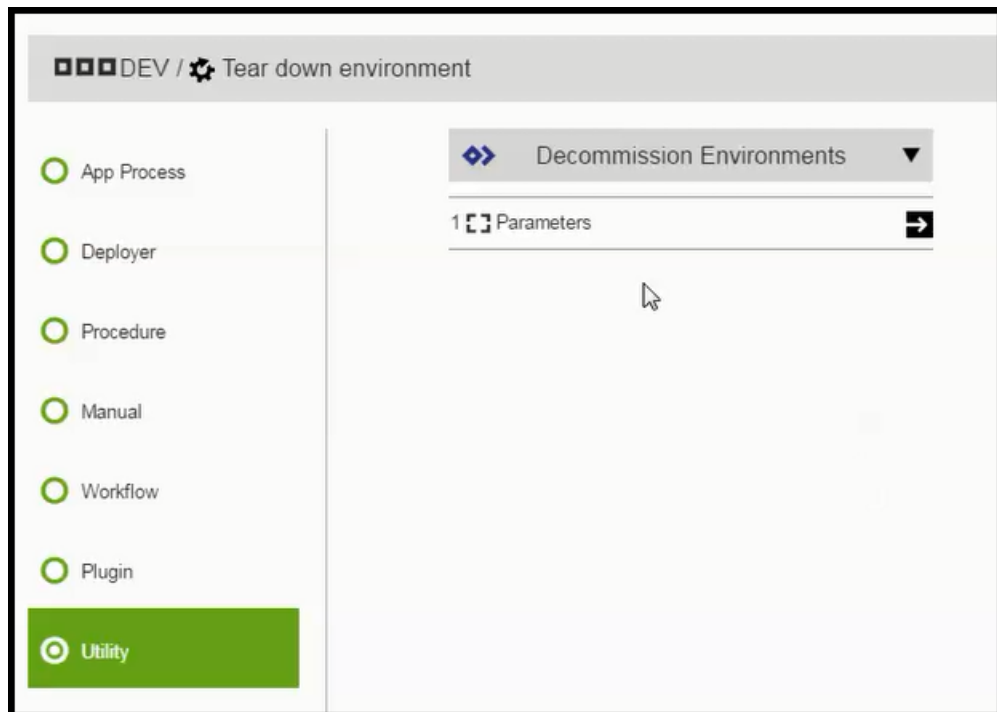 DEV / Tear down environment
App Process
Deployer
Procedure
Manual
Workflow
Plugin
Utility
Decommission Environments
1 Parameters